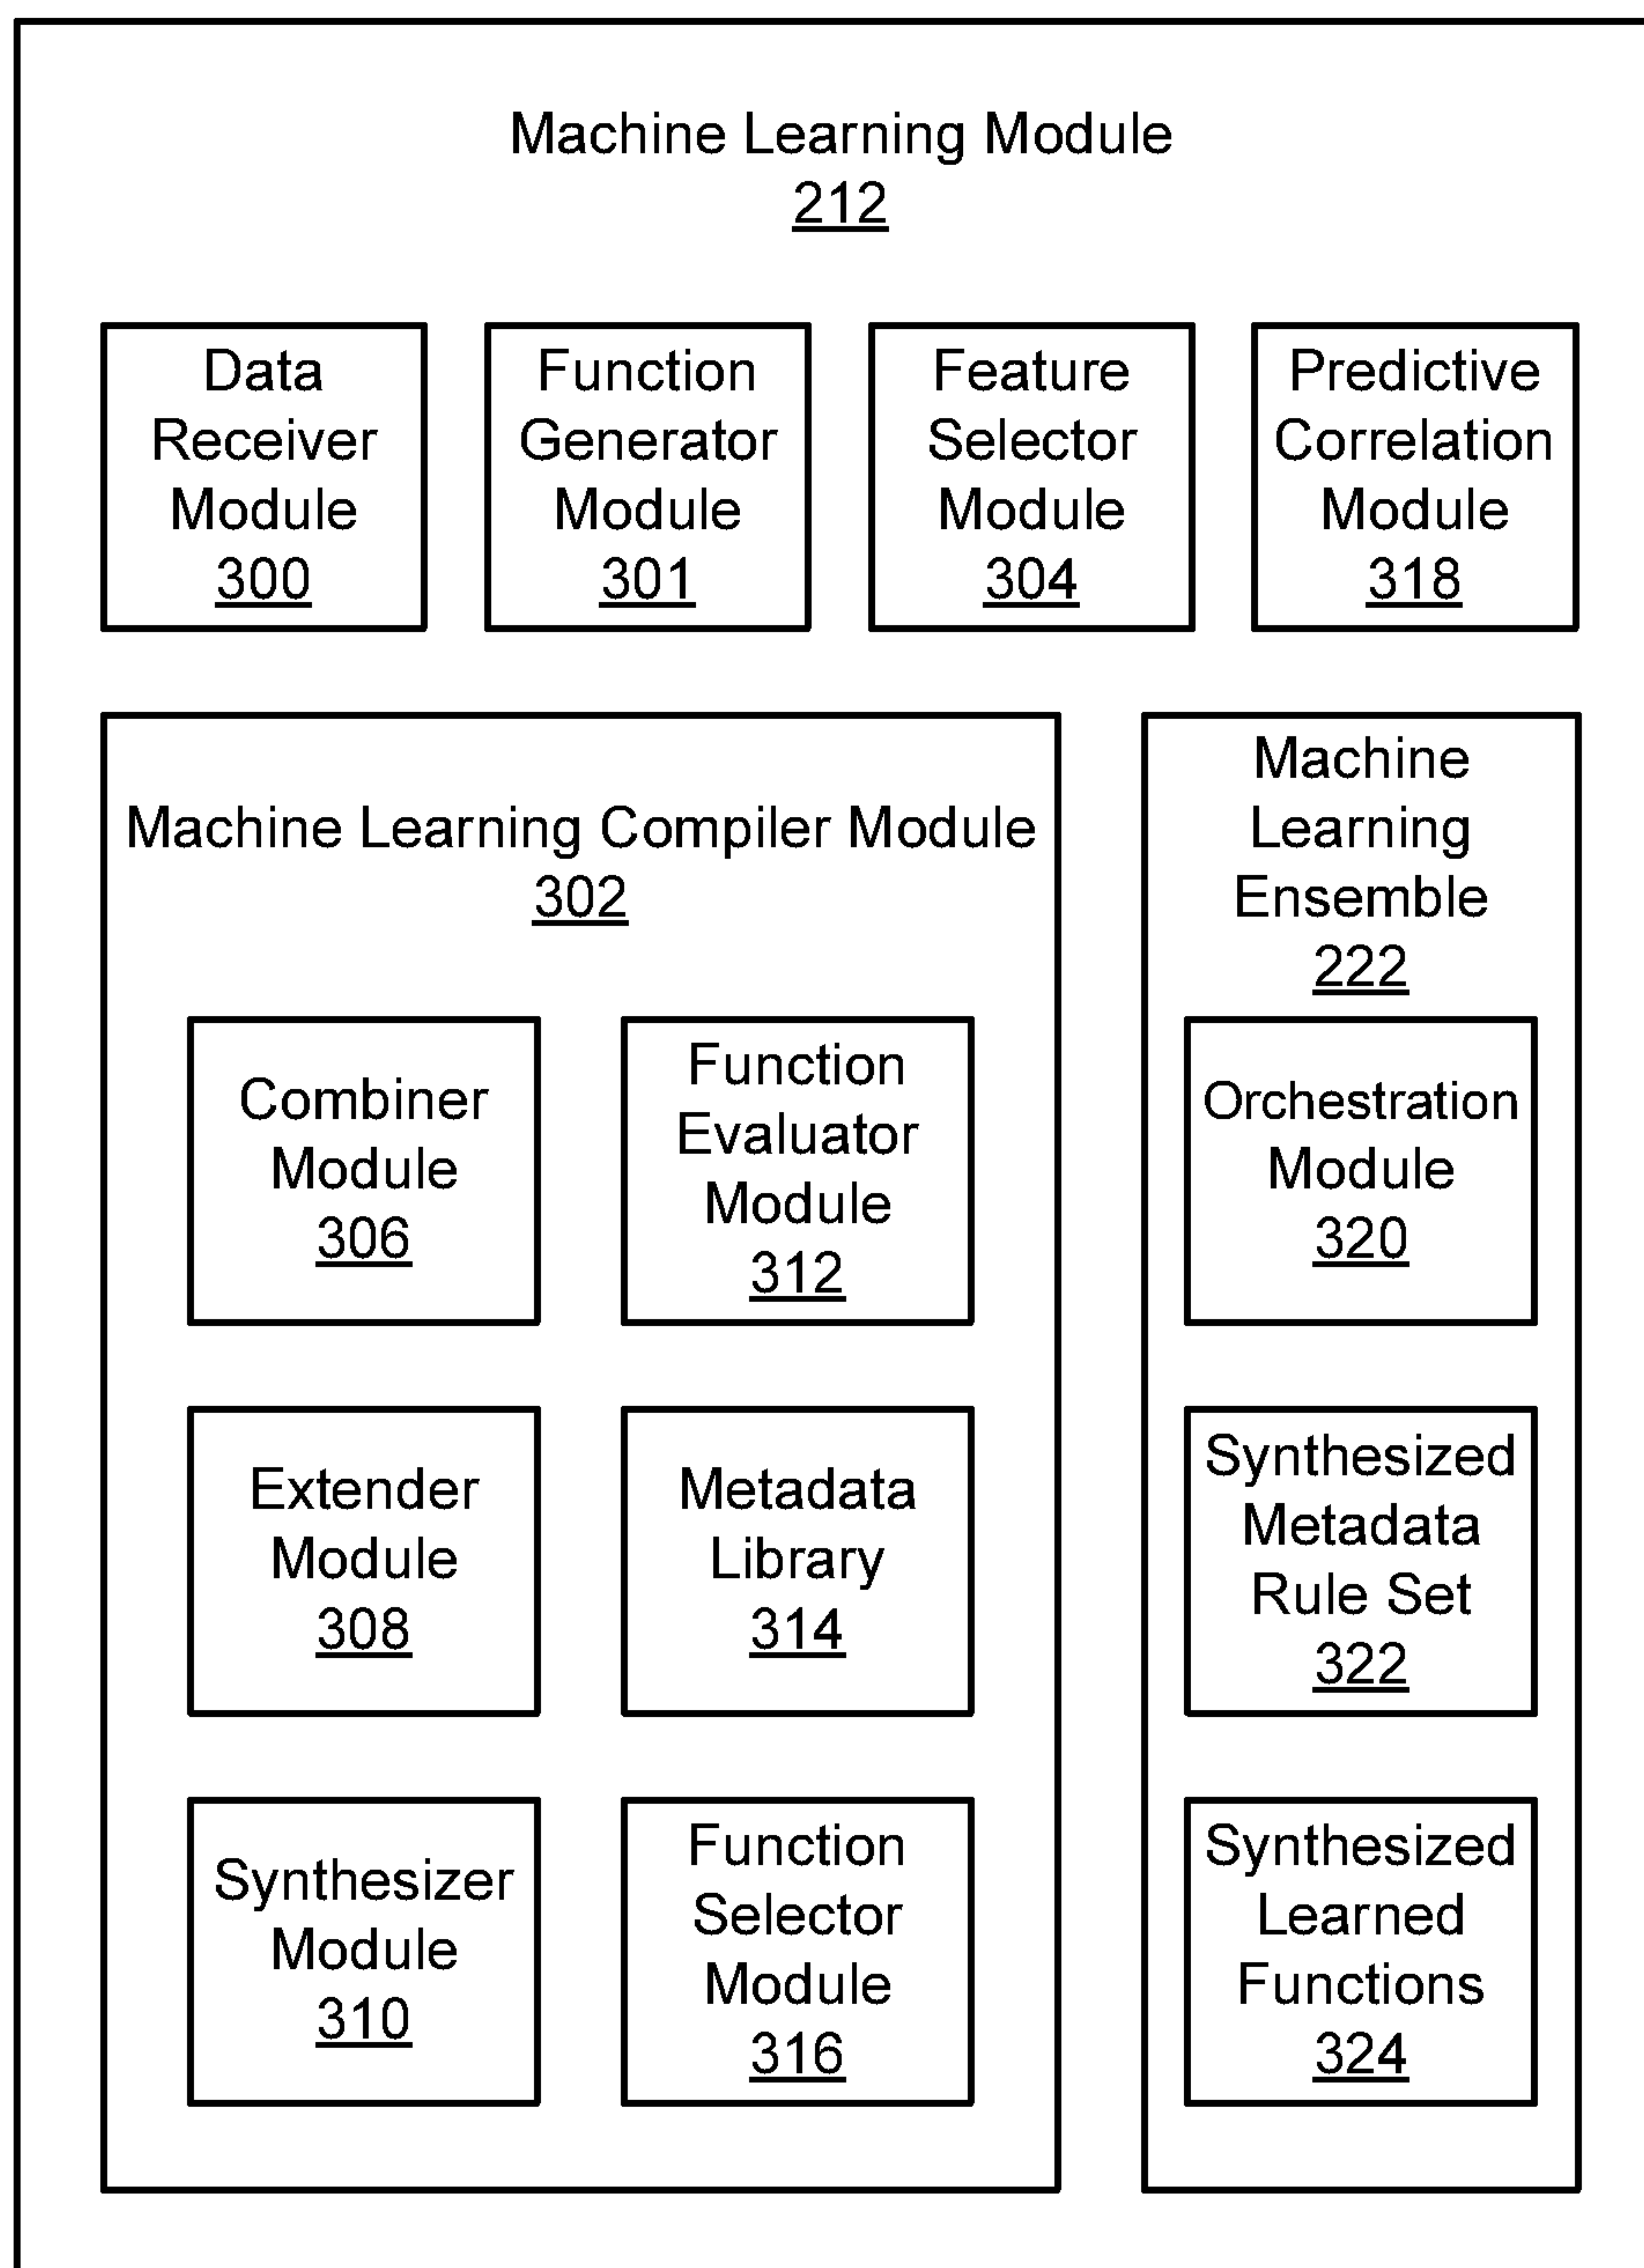 Machine Learning Module
212
Data
Receiver
Module
300
Function
Generator
Module
301
Feature
Selector
Module
304
Predictive
Correlation
Module
318
Machine Learning Compiler Module
302
Combiner
Module
306
Function
Evaluator
Module
312
Extender
Module
308
Metadata
Library
314
Synthesizer
Module
310
Function
Selector
Module
316
Machine
Learning
Ensemble
222
Orchestration
Module
320
Synthesized
Metadata
Rule Set
322
Synthesized
Learned
Functions
324